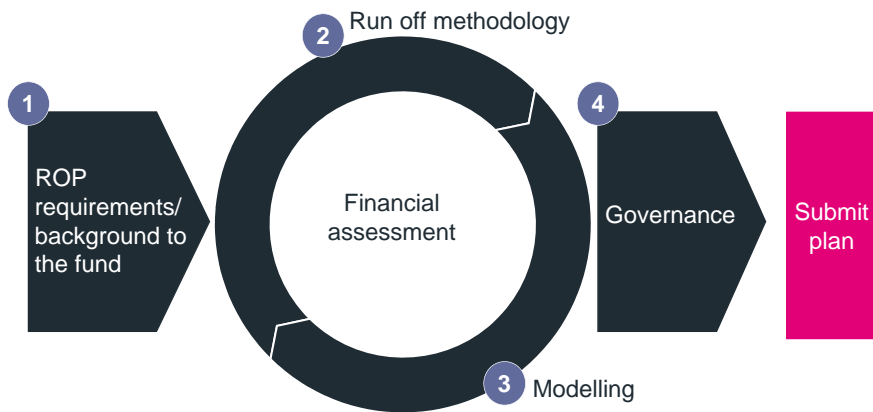 1
ROP
requirements/
background to
the fund
2
Run off methodology
Financial
assessment
3
Modelling
4
Governance
Submit
plan